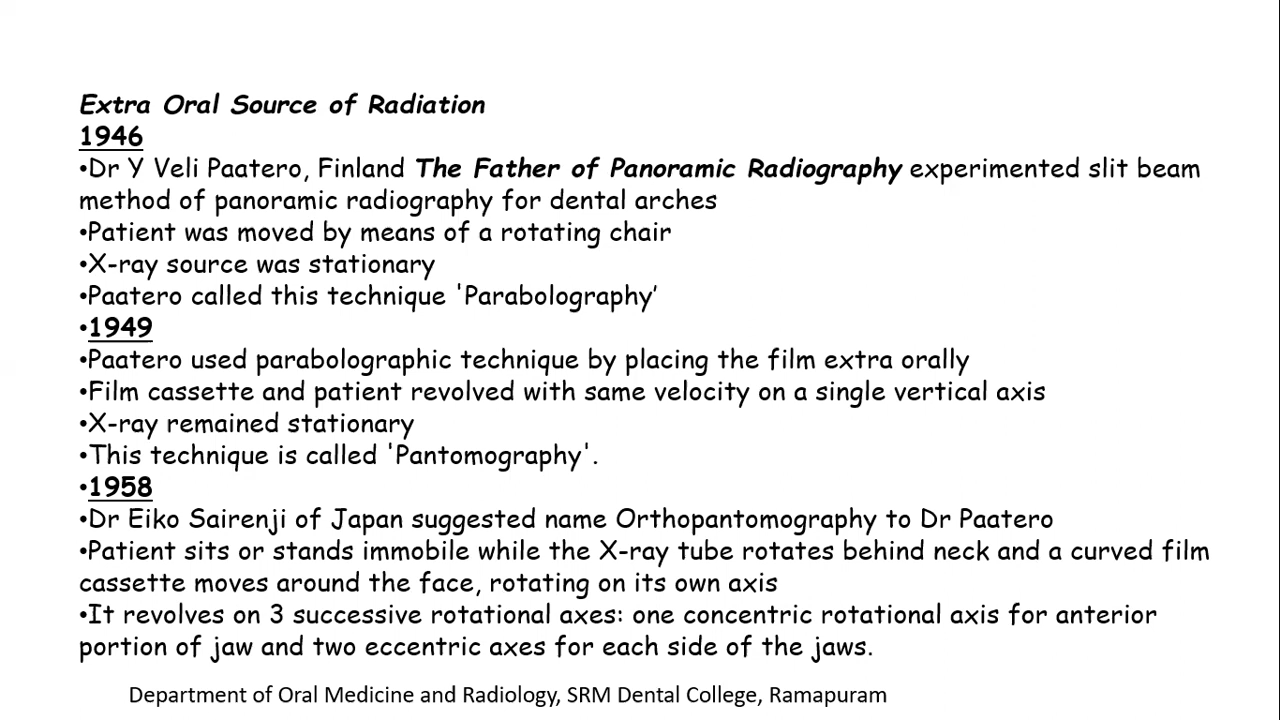 Extra Oral Source of Radiation
1946
•Dr Y Veli Paatero, Finland The Father of Panoramic Radiography experimented slit beam
method of panoramic radiography for dental arches
•Patient was moved by means of a rotating chair
•X-ray source was stationary
•Paatero called this technique 'Parabolography’
•1949
•Paatero used parabolographic technique by placing the film extra orally
•Film cassette and patient revolved with same velocity on a single vertical axis
•X-ray remained stationary
•This technique is called 'Pantomography'.
•1958
•Dr Eiko Sairenji of Japan suggested name Orthopantomography to Dr Paatero
•Patient sits or stands immobile while the X-ray tube rotates behind neck and a curved film
cassette moves around the face, rotating on its own axis
•It revolves on 3 successive rotational axes: one concentric rotational axis for anterior
portion of jaw and two eccentric axes for each side of the jaws.
Department of Oral Medicine and Radiology, SRM Dental College, Ramapuram